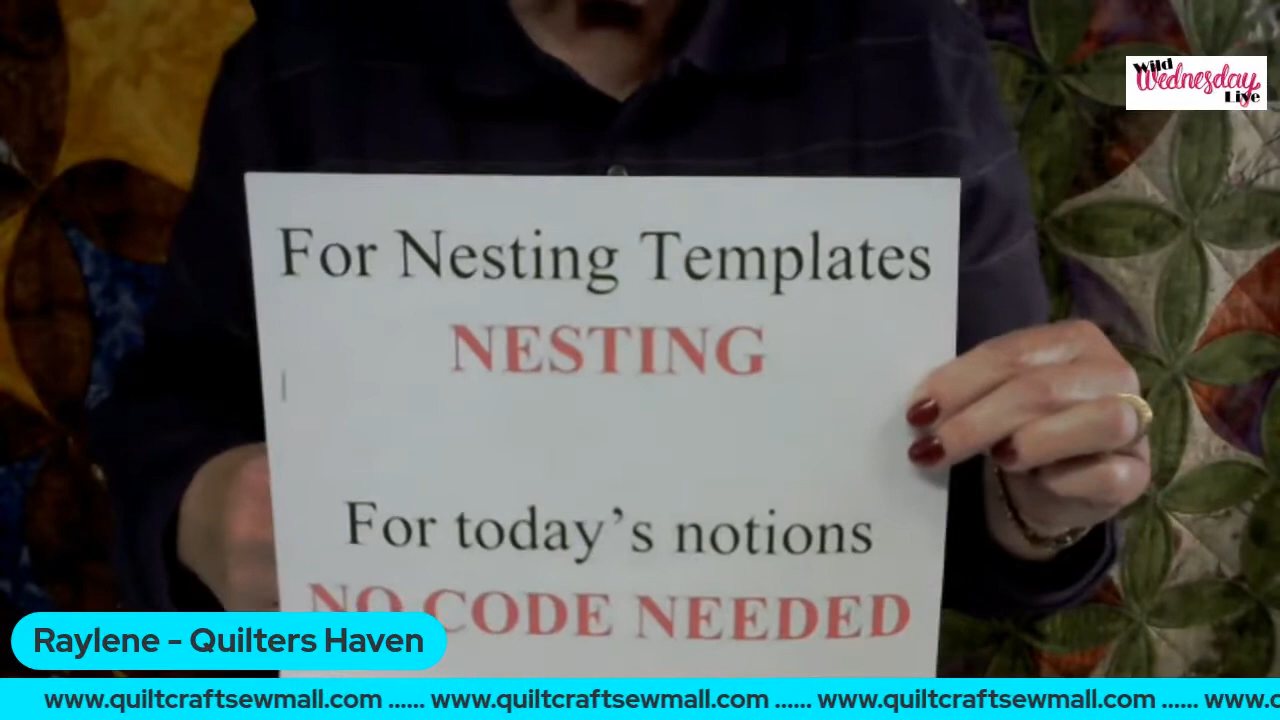 Wild
Wednesday
Live
For Nesting Templates
NESTING
For today's notions
NO CODE NEEDED
Raylene - Quilters Haven
www.quiltcraftsewmall.com ...... www.quiltcraftsewmall.com ...... www.quiltcraftsewmall.com ...... www.